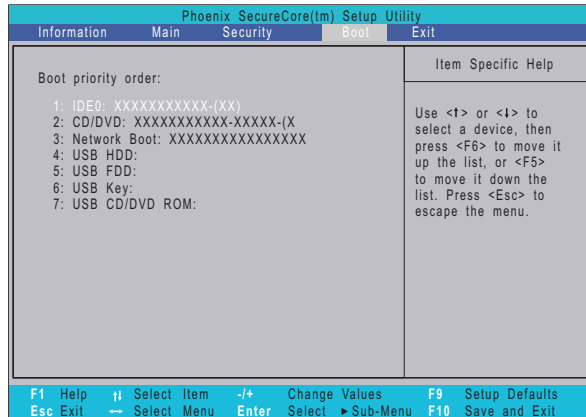 Phoenix SecureCore(tm) Setup Utility
Information Main Security Boot Exit
Boot priority order:
1: IDE0: XXXXXXXXXXX-(XX)
2: CD/DVD: XXXXXXXXXXX-XXXXX-(X
3: Network Boot: XXXXXXXXXXXXXXXX
4: USB HDD:
5: USB FDD:
6: USB Key:
7: USB CD/DVD ROM:
Item Specific Help
Use <↑> or <↓> to
select a device, then
press <F6> to move it
up the list, or <F5>
to move it down the
list. Press <Esc> to
escape the menu.
F1 Help ↑↓ Select Item -/+ Change Values F9 Setup Defaults
Esc Exit ↔ Select Menu Enter Select ►Sub-Menu F10 Save and Exit